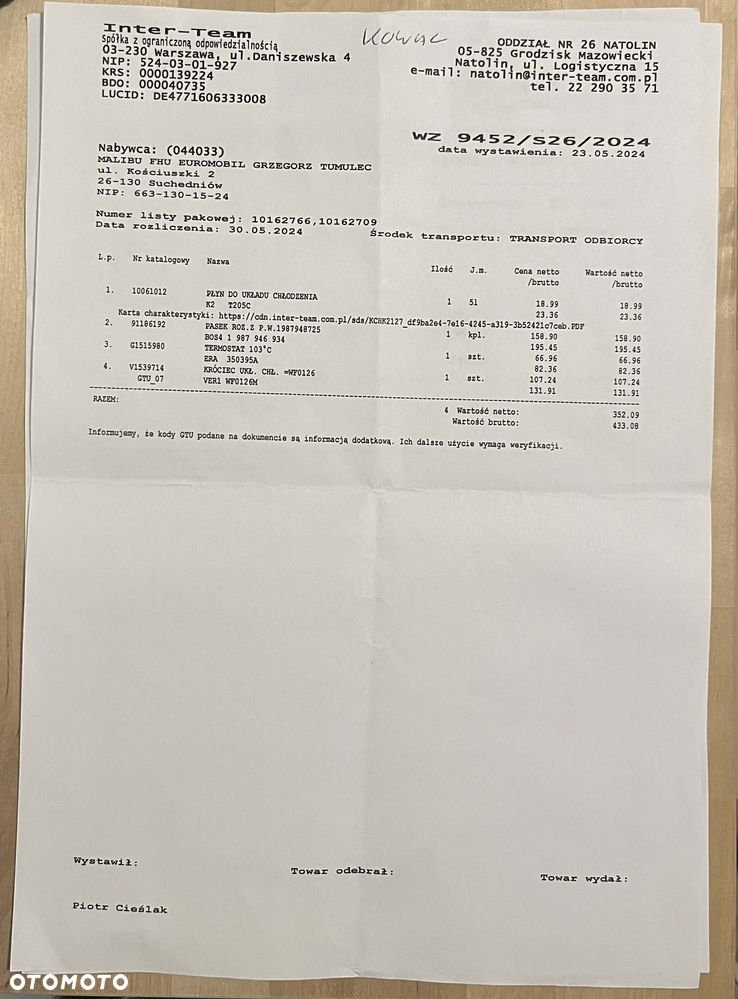 Inter-Team
Spółka z ograniczoną odpowiedzialnością
03-230 Warszawa, ul.Daniszewska 4
NIP: 524-03-01-927
KRS: 0000139224
BDO: 000040735
LUCID: DE4771606333008
KOWAL
ODDZIAŁ NR 26 NATOLIN
05-825 Grodzisk Mazowiecki
Natolin, ul. Logistyczna 15
e-mail: natolin@inter-team.com.pl
tel. 22 290 35 71
WZ 9452/S26/2024
data wystawienia: 23.05.2024
Nabywca: (044033)
MALIBU FHU EUROMOBIL GRZEGORZ TUMULEC
ul. Kościuszki 2
26-130 Suchedniów
NIP: 663-130-15-24
Numer listy pakowej: 10162766,10162709
Data rozliczenia: 30.05.2024 Środek transportu: TRANSPORT ODBIORCY
L.p. Nr katalogowy Nazwa Ilość J.m. Cena netto Wartość netto
/brutto /brutto
1. 10061012 PŁYN DO UKŁADU CHŁODZENIA 1 5l 18.99 18.99
K2 T205C 23.36 23.36
Karta charakterystyki: https://cdn.inter-team.com.pl/sds/KCHK2127_df9ba2e4-7e16-4245-a319-3b52421c7ceb.PDF
2. 91186192 PASEK ROZ.Z P.W.1987948725 1 kpl. 158.90 158.90
BOS4 1 987 946 934 195.45 195.45
3. G1515980 TERMOSTAT 103°C 1 szt. 66.96 66.96
ERA 350395A 82.36 82.36
4. V1539714 KRÓCIEC UKŁ. CHŁ. =WF0126 1 szt. 107.24 107.24
GTU_07 VER1 WF0126M 131.91 131.91
RAZEM: 4 Wartość netto: 352.09
Wartość brutto: 433.08
Informujemy, że kody GTU podane na dokumencie są informacją dodatkową. Ich dalsze użycie wymaga weryfikacji.
Wystawił: Towar odebrał: Towar wydał:
Piotr Cieślak
OTOMOTO